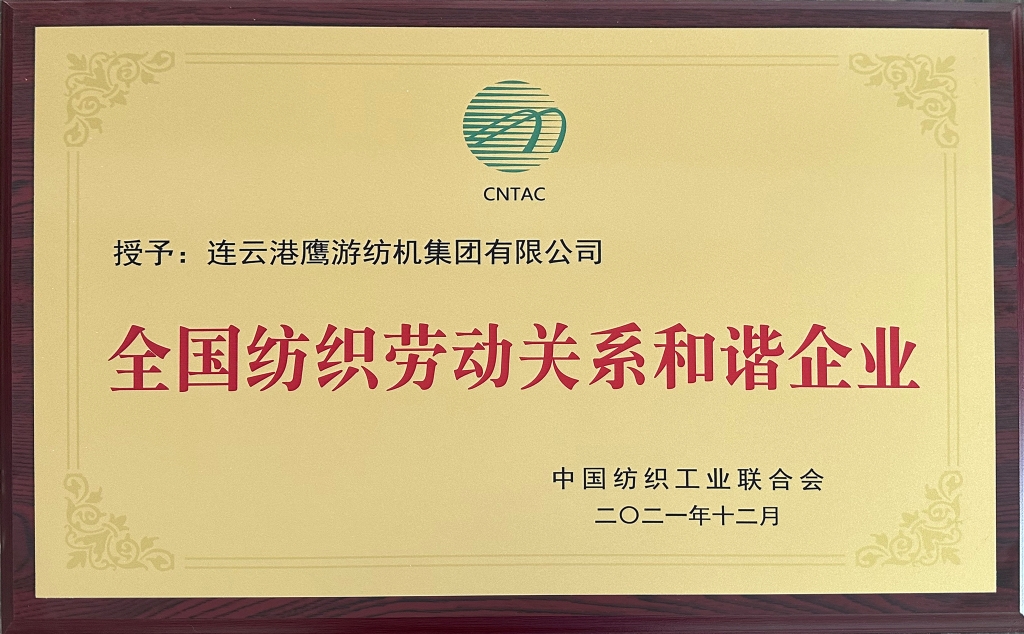 CNTAC
授予：连云港鹰游纺机集团有限公司
全国纺织劳动关系和谐企业
中国纺织工业联合会
二〇二一年十二月